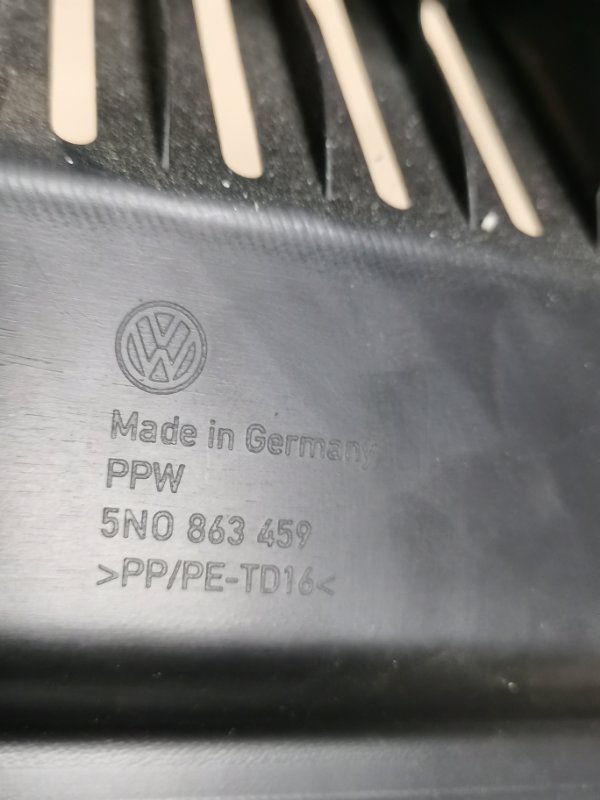 Made in Germany
PPW
5N0 863 459
>PP/PE-TD16<